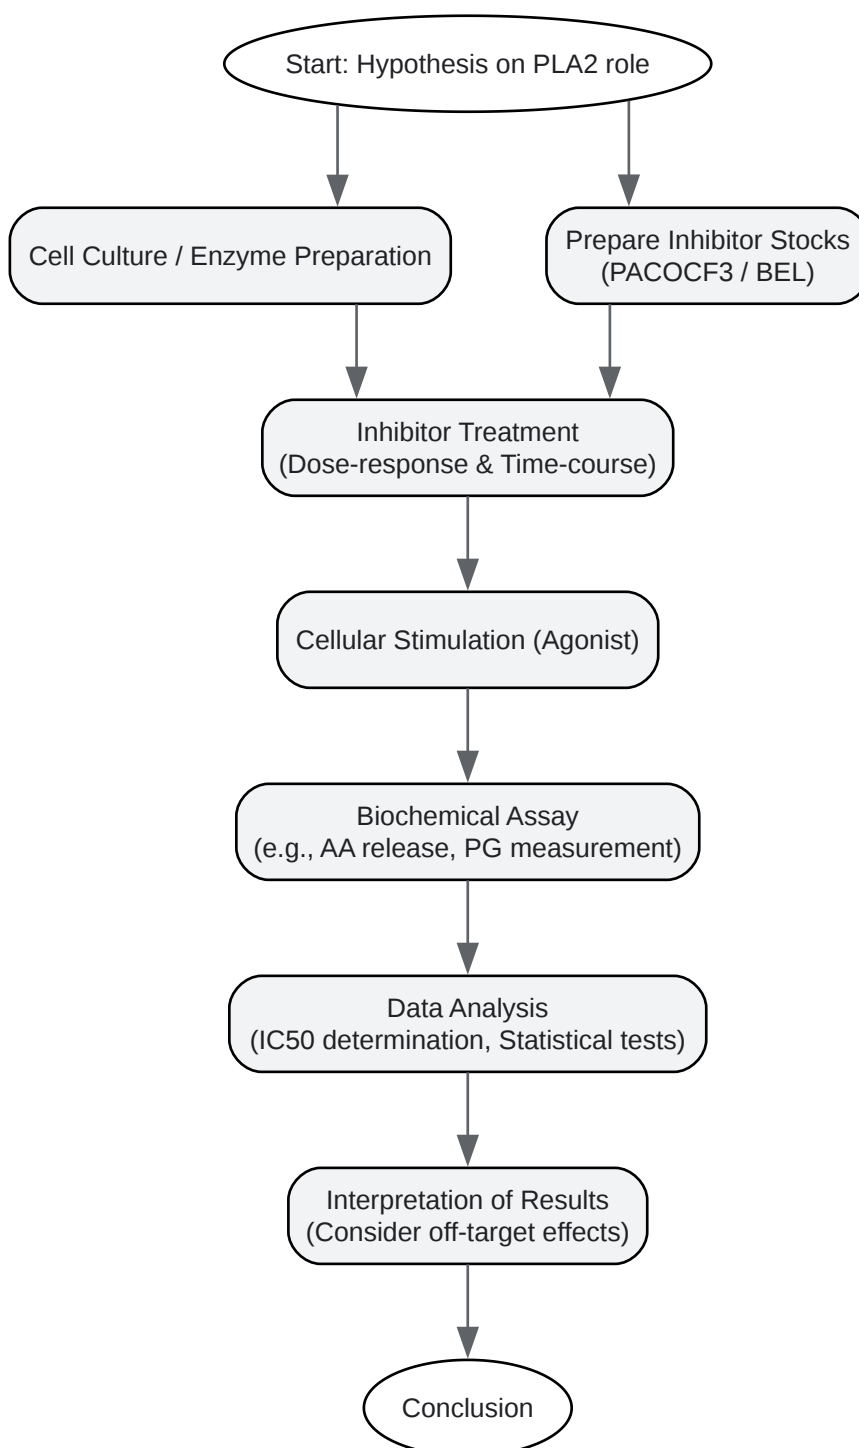 Start: Hypothesis on PLA2 role
Cell Culture / Enzyme Preparation
Prepare Inhibitor Stocks
(PACOCF3 / BEL)
Inhibitor Treatment
(Dose-response & Time-course)
Cellular Stimulation (Agonist)
Biochemical Assay
(e.g., AA release, PG measurement)
Data Analysis
(IC50 determination, Statistical tests)
Interpretation of Results
(Consider off-target effects)
Conclusion